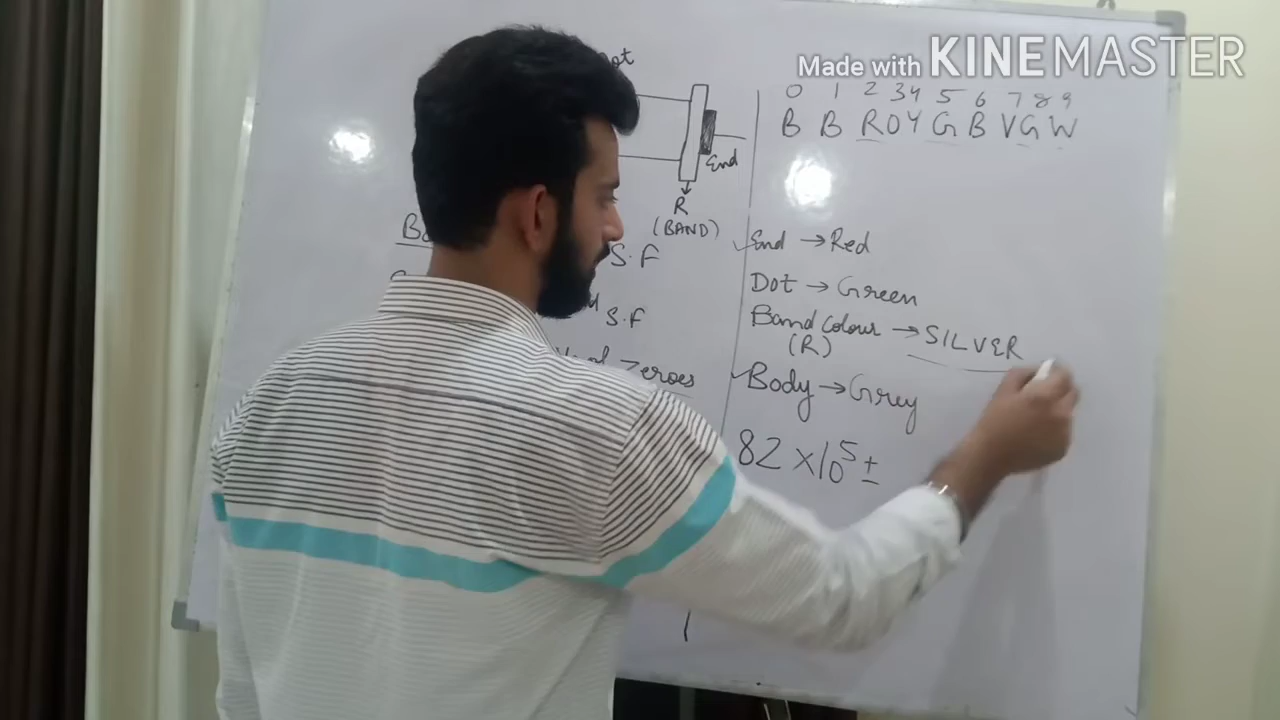 Made with KINEMASTER
0 1 2 3 4 5 6 7 8 9
B B R O Y G B V G W
End
R
(BAND)
S.F
S.F
Zeroes
End → Red
Dot → Green
Band Colour → SILVER
(R)
Body → Grey
82 × 10⁵ ±